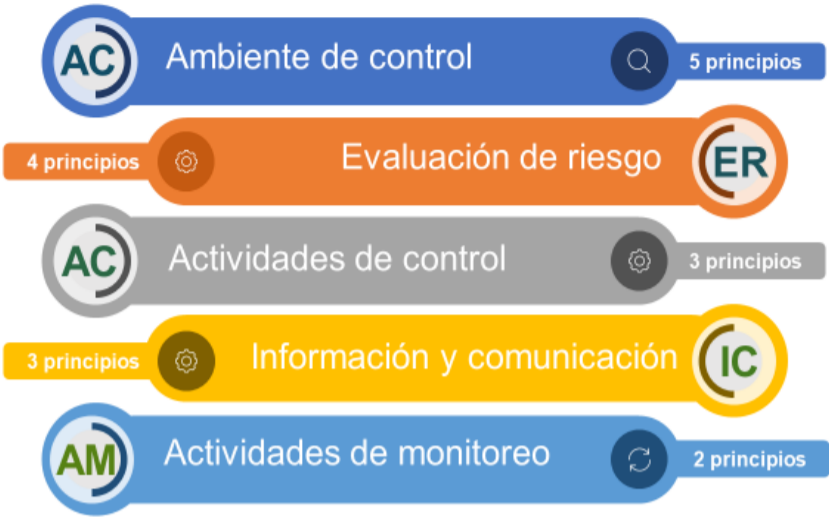 AC
Ambiente de control
5 principios
4 principios
Evaluación de riesgo
ER
AC
Actividades de control
3 principios
3 principios
Información y comunicación
IC
AM
Actividades de monitoreo
2 principios